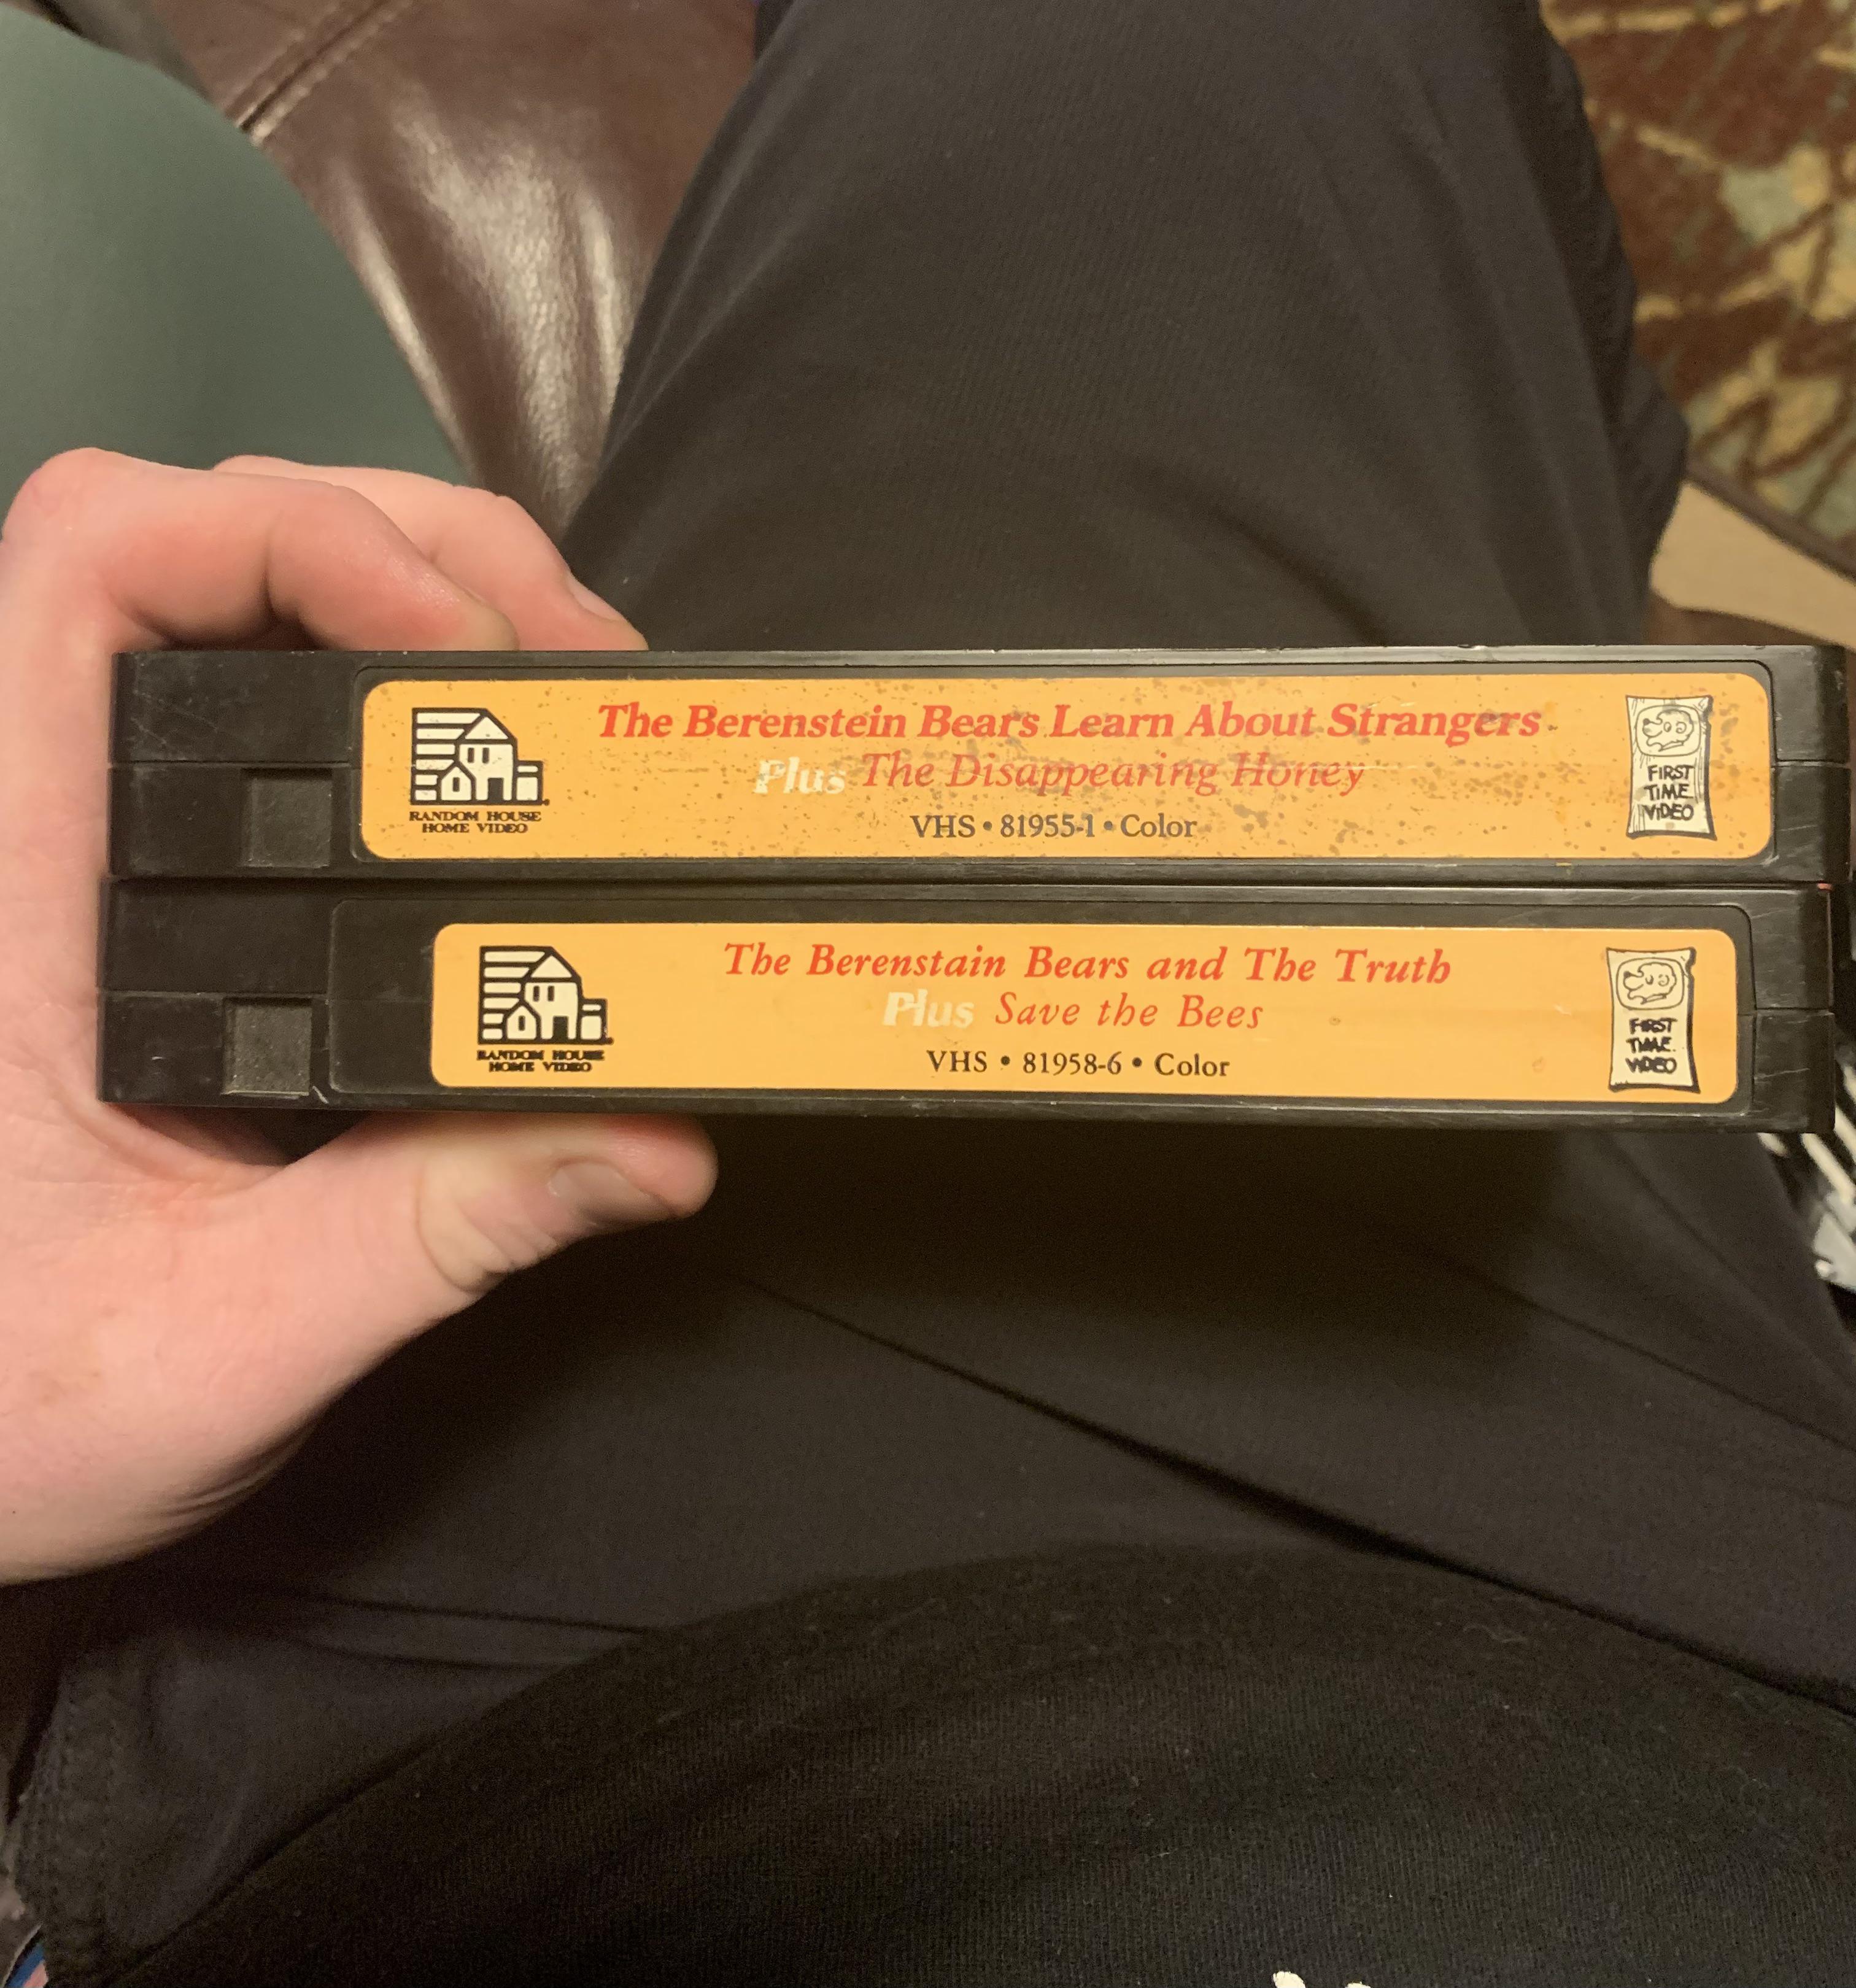 The Berenstein Bears Learn About Strangers
Plus The Disappearing Honey
VHS • 81955-1 • Color
RANDOM HOUSE
HOME VIDEO
FIRST
TIME
VIDEO
The Berenstain Bears and The Truth
Plus Save the Bees
VHS • 81958-6 • Color
RANDOM HOUSE
HOME VIDEO
FIRST
TIME
VIDEO